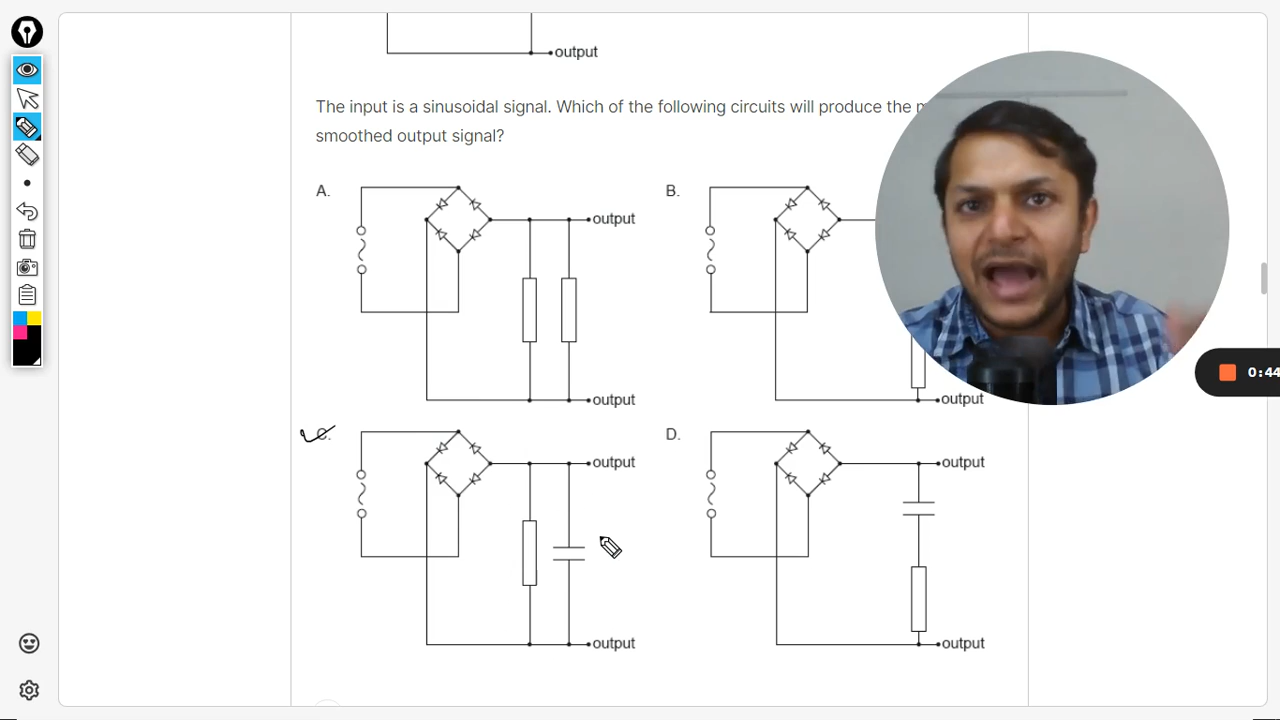 output
The input is a sinusoidal signal. Which of the following circuits will produce the
smoothed output signal?
A.
output
output
B.
output
C.
output
output
D.
output
output
0:44